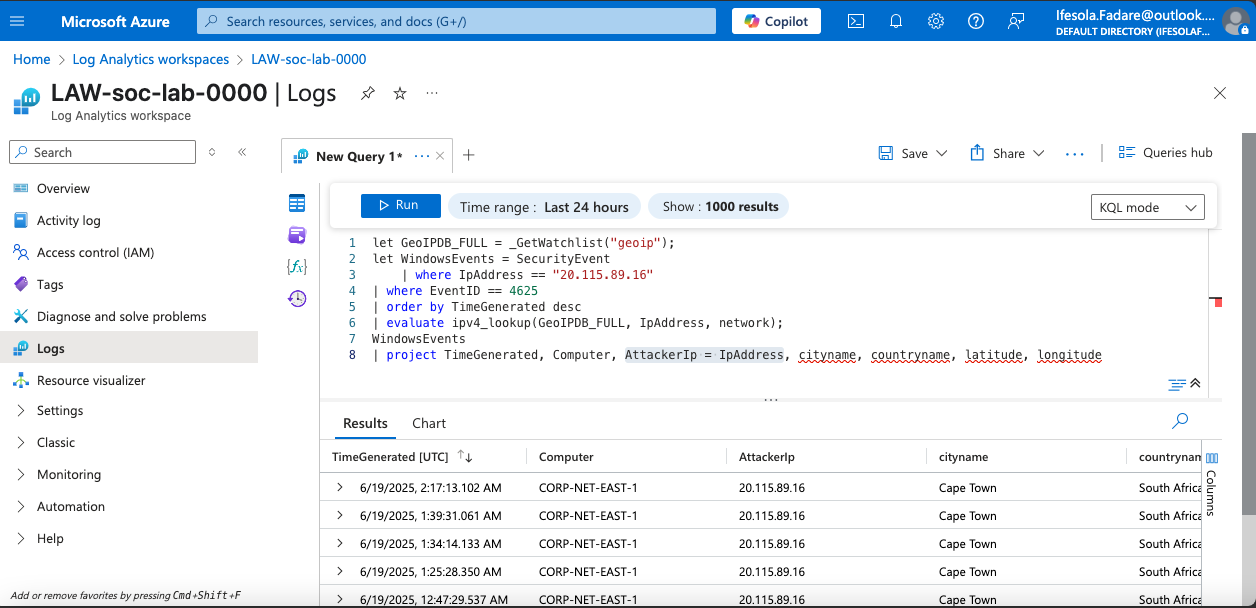 Microsoft Azure
Search resources, services, and docs (G+/)
Copilot
Ifesola.Fadare@outlook....
DEFAULT DIRECTORY (IFESOLAF...
Home > Log Analytics workspaces > LAW-soc-lab-0000
LAW-soc-lab-0000 | Logs
Log Analytics workspace
Search
Overview
Activity log
Access control (IAM)
Tags
Diagnose and solve problems
Logs
Resource visualizer
Settings
Classic
Monitoring
Automation
Help
Add or remove favorites by pressing Cmd+Shift+F
New Query 1*
Save
Share
Queries hub
Run
Time range : Last 24 hours
Show : 1000 results
KQL mode
1 let GeoIPDB_FULL = _GetWatchlist("geoip");
2 let WindowsEvents = SecurityEvent
3 | where IpAddress == "20.115.89.16"
4 | where EventID == 4625
5 | order by TimeGenerated desc
6 | evaluate ipv4_lookup(GeoIPDB_FULL, IpAddress, network);
7 WindowsEvents
8 | project TimeGenerated, Computer, AttackerIp = IpAddress, cityname, countryname, latitude, longitude
Results Chart
TimeGenerated [UTC] Computer AttackerIp cityname countrynam
6/19/2025, 2:17:13.102 AM CORP-NET-EAST-1 20.115.89.16 Cape Town South Africa
6/19/2025, 1:39:31.061 AM CORP-NET-EAST-1 20.115.89.16 Cape Town South Africa
6/19/2025, 1:34:14.133 AM CORP-NET-EAST-1 20.115.89.16 Cape Town South Africa
6/19/2025, 1:25:28.350 AM CORP-NET-EAST-1 20.115.89.16 Cape Town South Africa
6/19/2025, 12:47:29.537 AM CORP-NET-EAST-1 20.115.89.16 Cape Town South Africa
Columns